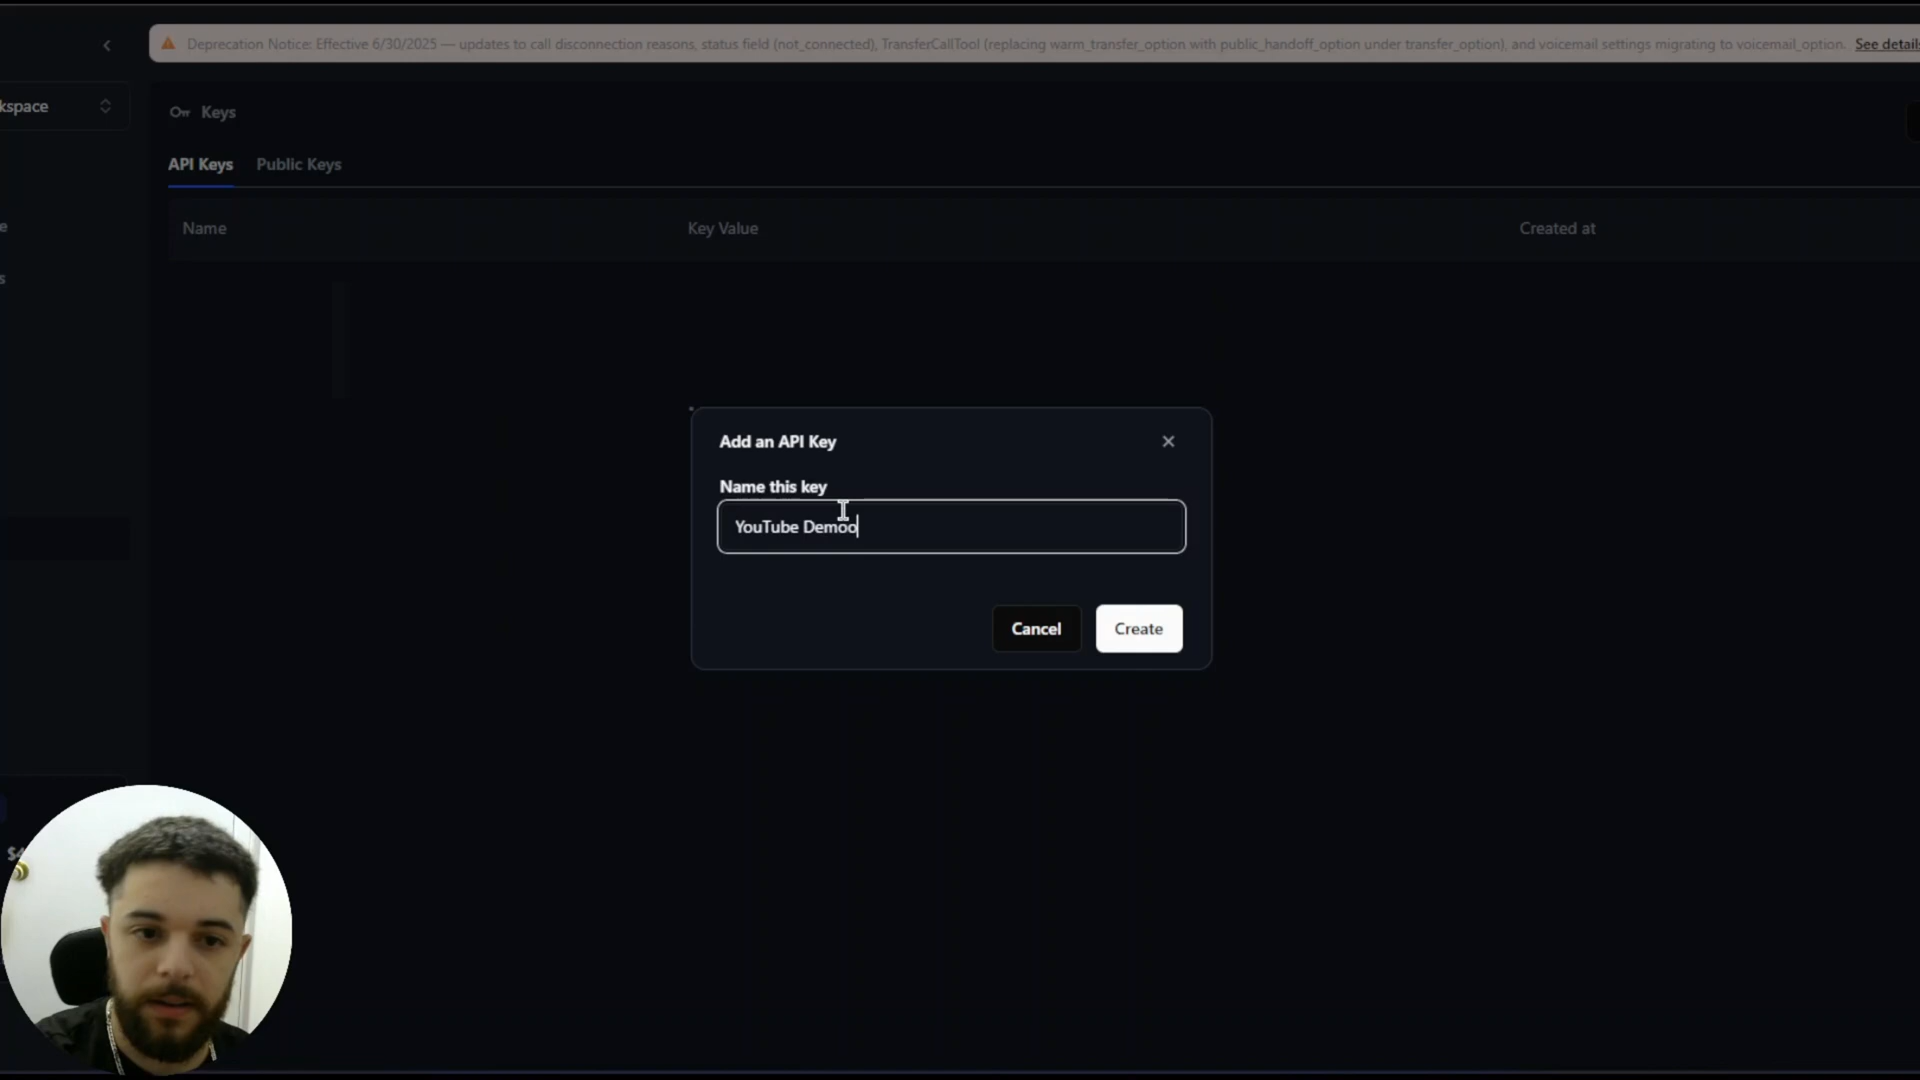 Deprecation Notice: Effective 6/30/2025 — updates to call disconnection reasons, status field (not_connected), TransferCallTool (replacing warm_transfer_option with public_handoff_option under transfer_option), and voicemail settings migrating to voicemail_option. See details
kspace
Keys
API Keys Public Keys
Name Key Value Created at
e
s
Add an API Key
Name this key
YouTube Demoo
Cancel Create